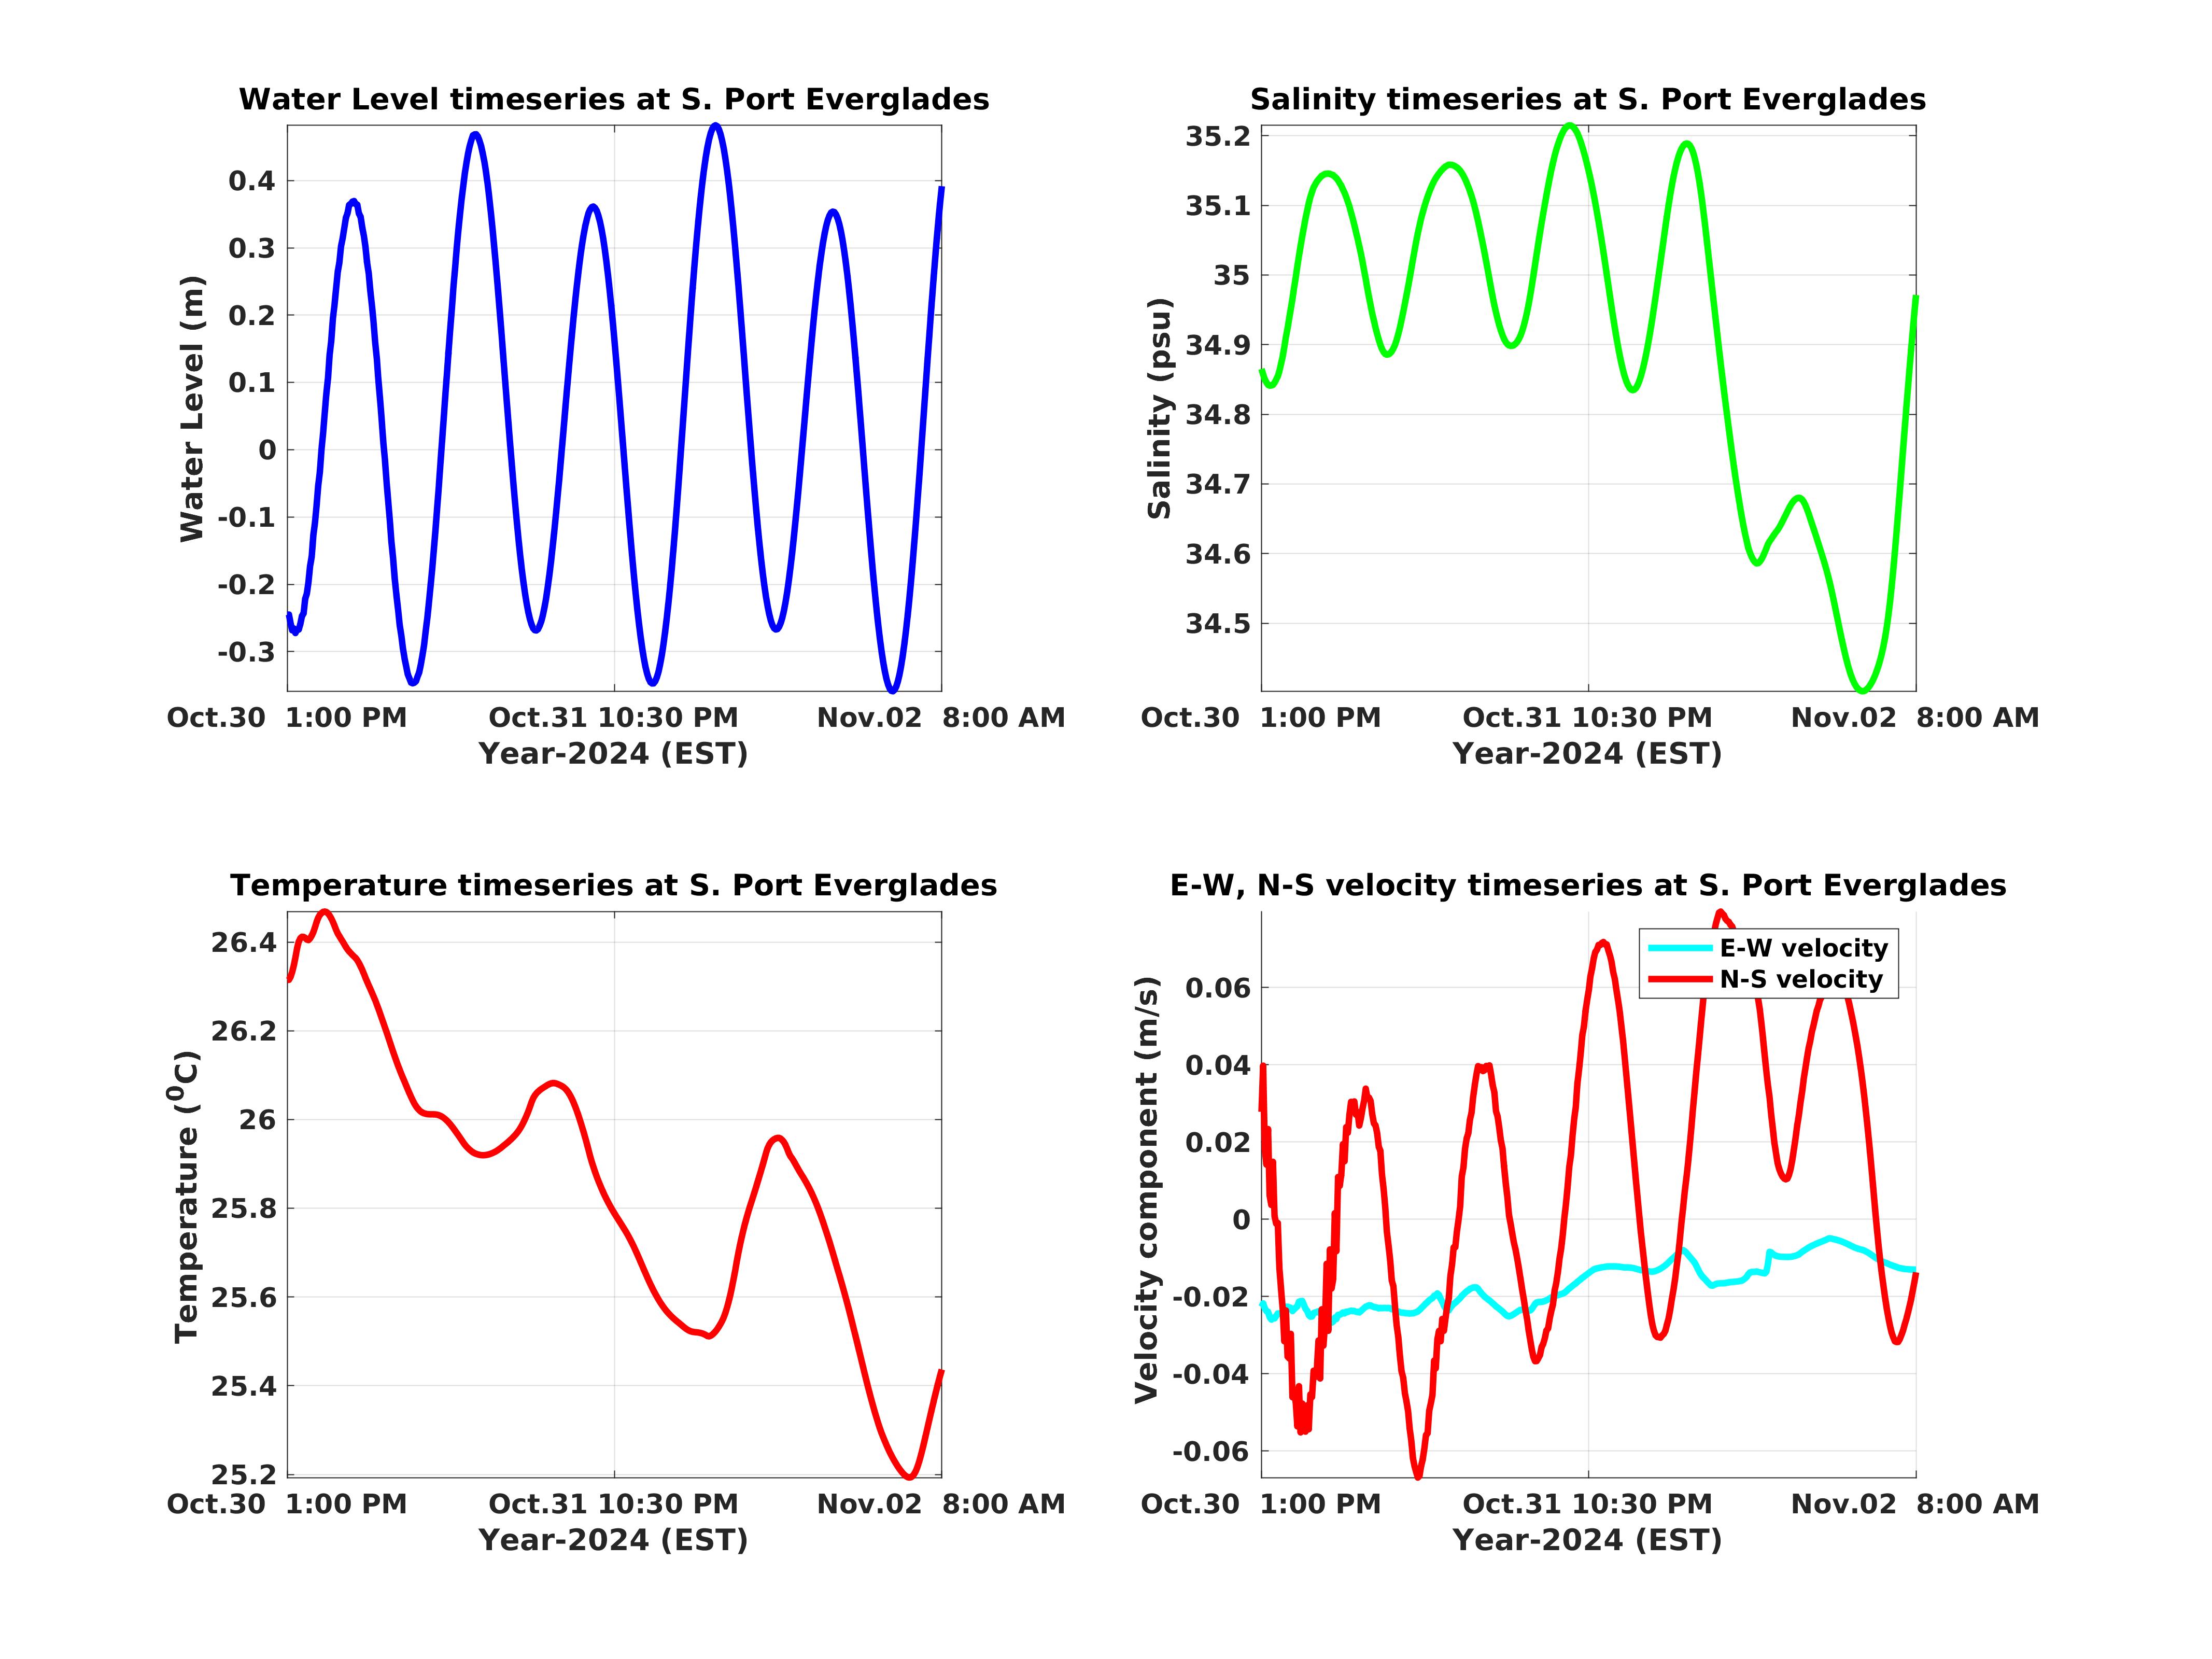 Water Level timeseries at S. Port Everglades
Water Level (m)
0.4
0.3
0.2
0.1
0
-0.1
-0.2
-0.3
Oct.30 1:00 PM
Oct.31 10:30 PM
Nov.02 8:00 AM
Year-2024 (EST)
Salinity timeseries at S. Port Everglades
Salinity (psu)
35.2
35.1
35
34.9
34.8
34.7
34.6
34.5
Oct.30 1:00 PM
Oct.31 10:30 PM
Nov.02 8:00 AM
Year-2024 (EST)
Temperature timeseries at S. Port Everglades
Temperature (⁰C)
26.4
26.2
26
25.8
25.6
25.4
25.2
Oct.30 1:00 PM
Oct.31 10:30 PM
Nov.02 8:00 AM
Year-2024 (EST)
E-W, N-S velocity timeseries at S. Port Everglades
Velocity component (m/s)
E-W velocity
N-S velocity
0.06
0.04
0.02
0
-0.02
-0.04
-0.06
Oct.30 1:00 PM
Oct.31 10:30 PM
Nov.02 8:00 AM
Year-2024 (EST)